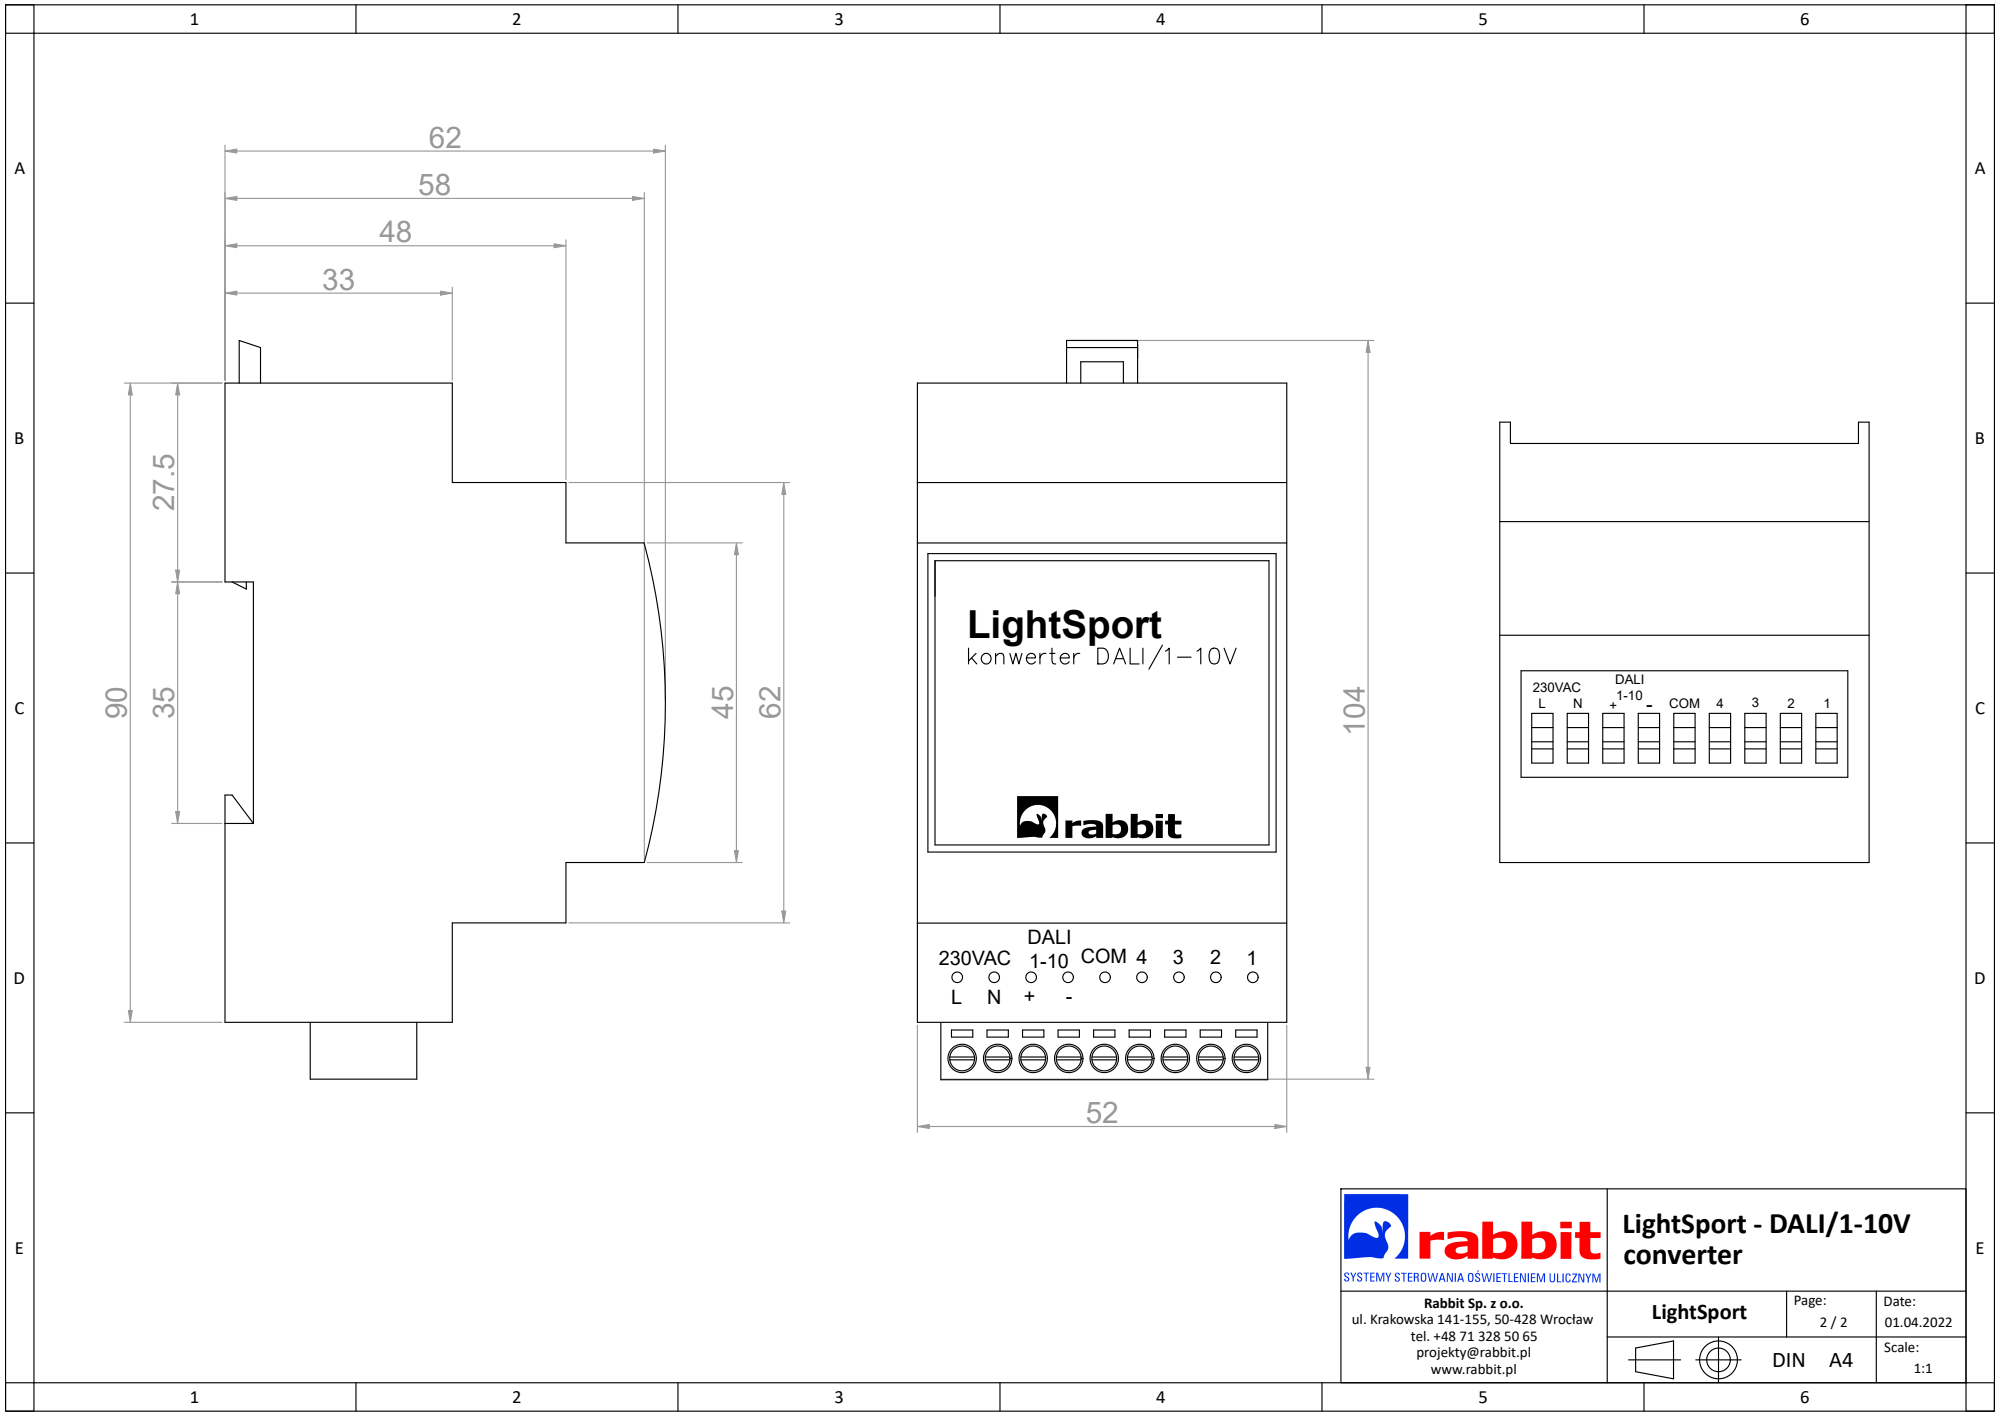 1 2 3 4 5 6
A A
B B
C C
D D
E E
62
58
48
33
27.5
35
90
45
62
104
52
LightSport
konwerter DALI/1-10V
rabbit
DALI
230VAC 1-10 COM 4 3 2 1
L N + -
DALI
230VAC 1-10
L N + - COM 4 3 2 1
rabbit
SYSTEMY STEROWANIA OŚWIETLENIEM ULICZNYM
LightSport - DALI/1-10V
converter
Rabbit Sp. z o.o.
ul. Krakowska 141-155, 50-428 Wrocław
tel. +48 71 328 50 65
projekty@rabbit.pl
www.rabbit.pl
LightSport
Page:
2 / 2
Date:
01.04.2022
DIN A4
Scale:
1:1
1 2 3 4 5 6